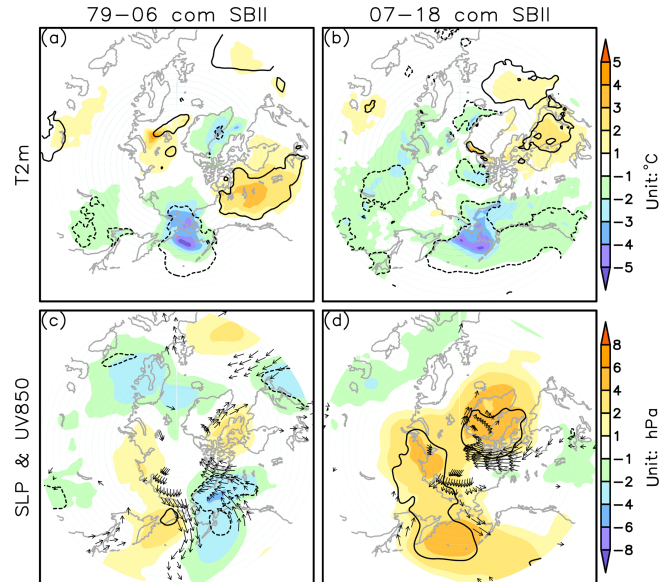 79-06 com SBII
07-18 com SBII
(a)
(b)
T2m
5
4
3
2
1
-1
-2
-3
-4
-5
Unit:°C
(c)
(d)
SLP & UV850
8
6
4
2
1
-1
-2
-4
-6
-8
Unit: hPa